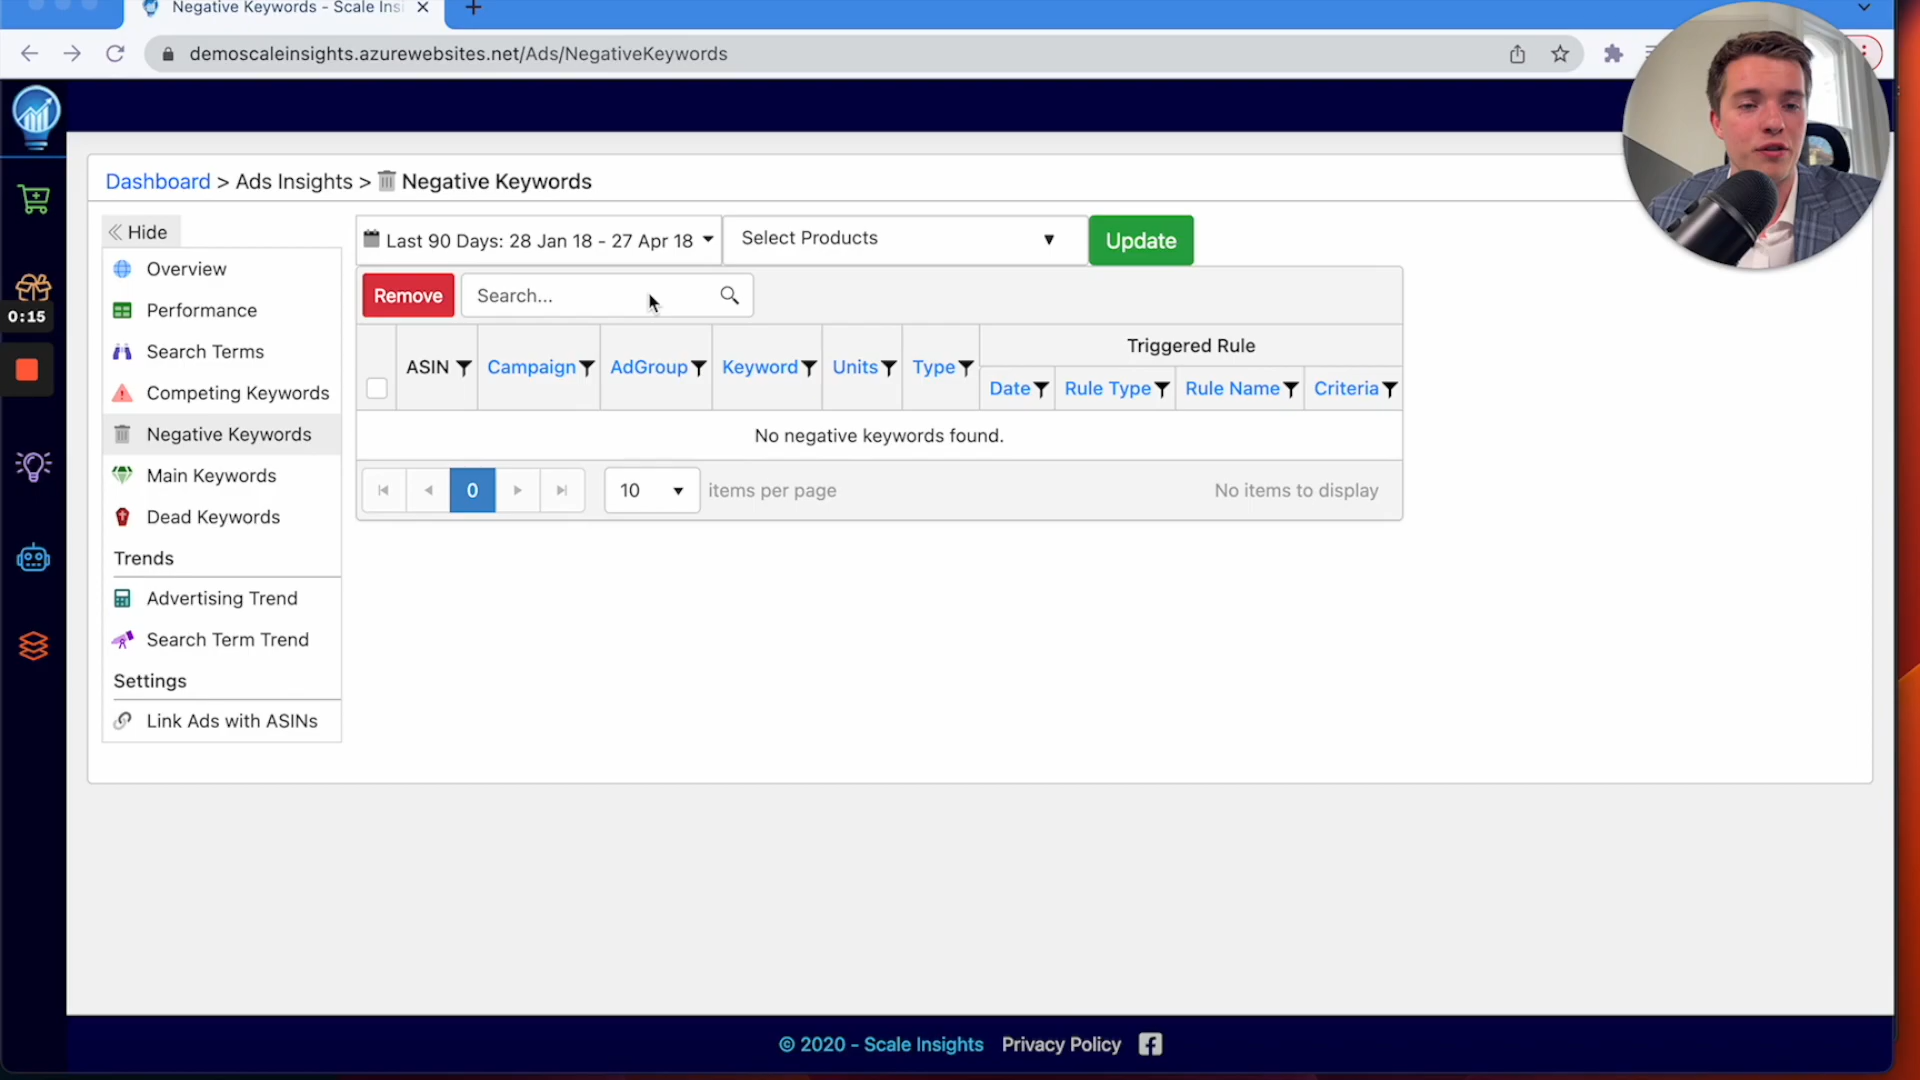 Negative Keywords - Scale Insi
demoscaleinsights.azurewebsites.net/Ads/NegativeKeywords
Dashboard > Ads Insights > Negative Keywords
Hide
Overview
Performance
Search Terms
Competing Keywords
Negative Keywords
Main Keywords
Dead Keywords
Trends
Advertising Trend
Search Term Trend
Settings
Link Ads with ASINs
0:15
Last 90 Days: 28 Jan 18 - 27 Apr 18
Select Products
Update
Remove
Search...
ASIN Campaign AdGroup Keyword Units Type
Triggered Rule
Date Rule Type Rule Name Criteria
No negative keywords found.
0 10 items per page No items to display
© 2020 - Scale Insights Privacy Policy